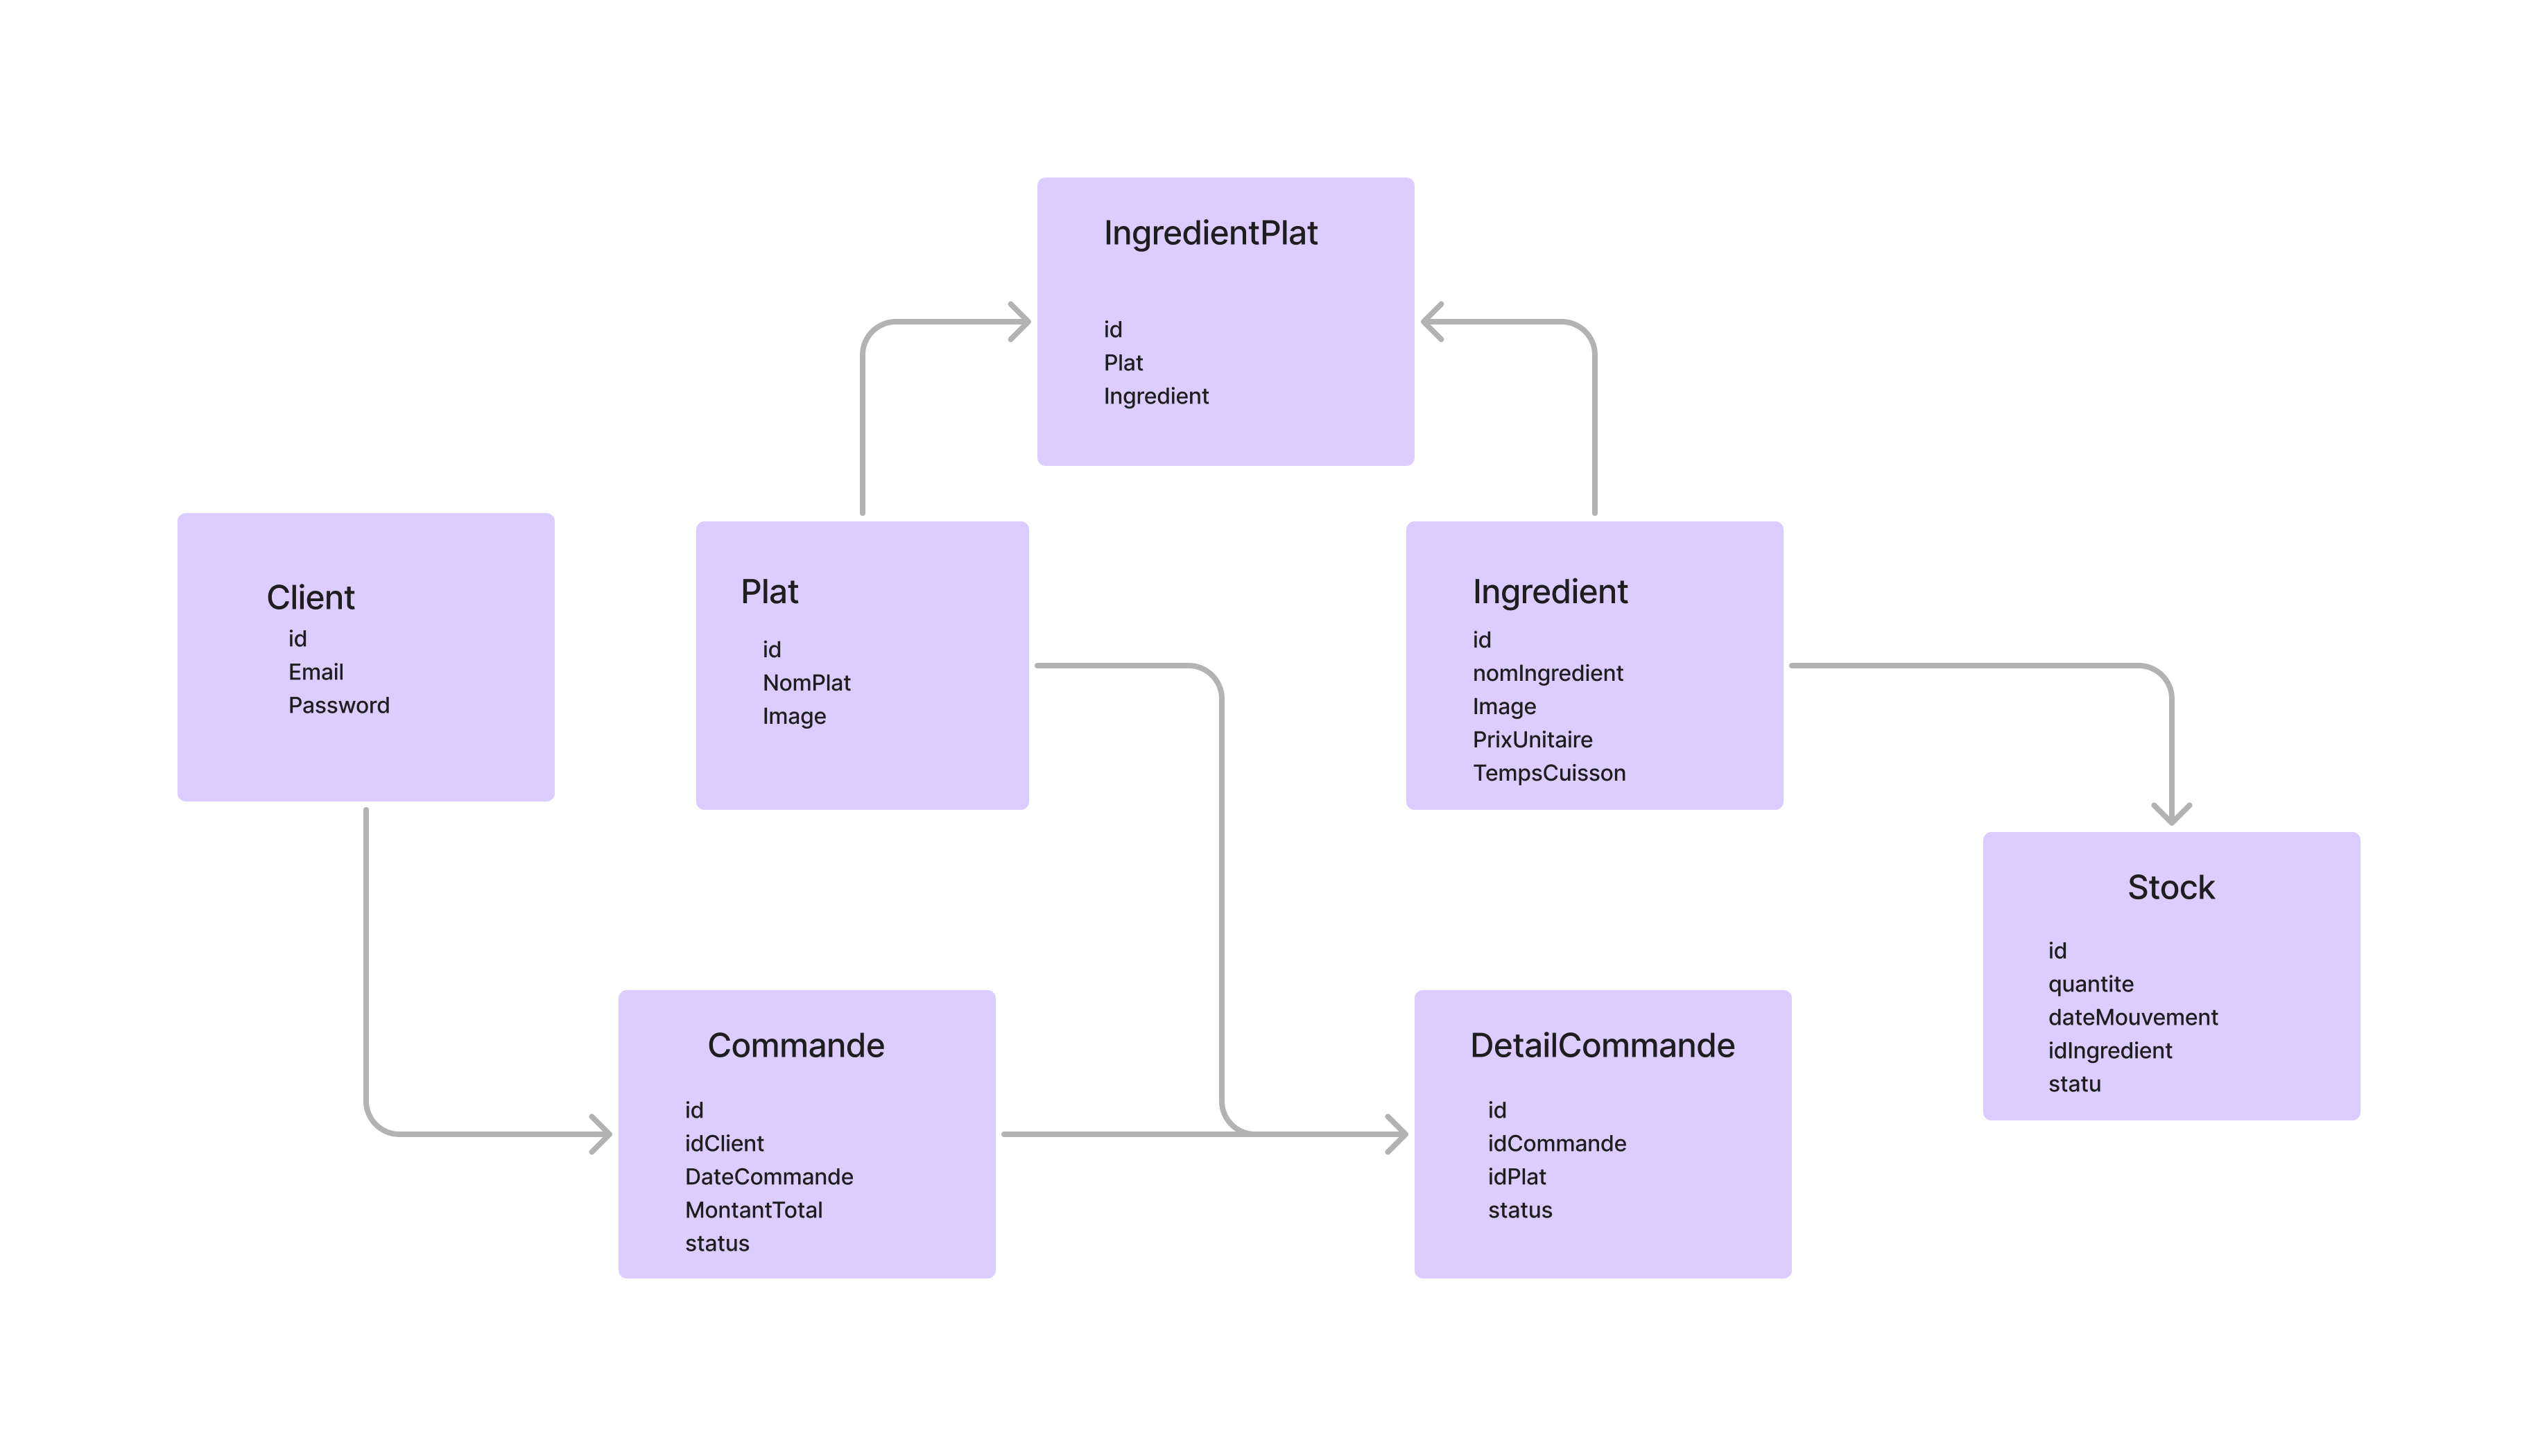 IngredientPlat
id
Plat
Ingredient
Client
id
Email
Password
Plat
id
NomPlat
Image
Ingredient
id
nomIngredient
Image
PrixUnitaire
TempsCuisson
Stock
id
quantite
dateMouvement
idIngredient
statu
Commande
id
idClient
DateCommande
MontantTotal
status
DetailCommande
id
idCommande
idPlat
status